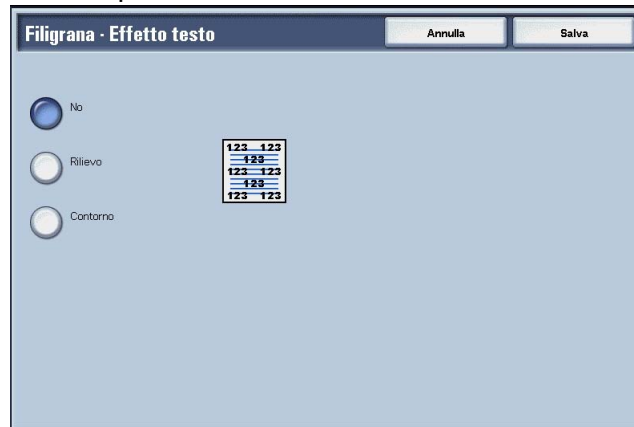 Filigrana - Effetto testo
Annulla
Salva
No
Rilievo
Contorno
123 123
123
123 123
123
123 123